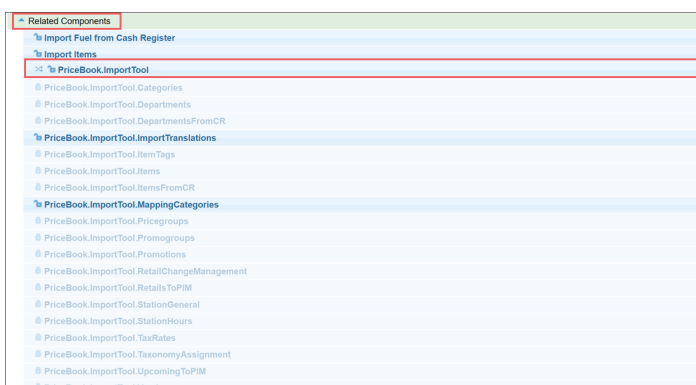 Related Components
Import Fuel from Cash Register
Import Items
PriceBook.ImportTool
PriceBook.ImportTool.Categories
PriceBook.ImportTool.Departments
PriceBook.ImportTool.DepartmentsFromCR
PriceBook.ImportTool.ImportTranslations
PriceBook.ImportTool.ItemTags
PriceBook.ImportTool.Items
PriceBook.ImportTool.ItemsFromCR
PriceBook.ImportTool.MappingCategories
PriceBook.ImportTool.Pricegroups
PriceBook.ImportTool.Promogroups
PriceBook.ImportTool.Promotions
PriceBook.ImportTool.RetailChangeManagement
PriceBook.ImportTool.RetailsToPIM
PriceBook.ImportTool.StationGeneral
PriceBook.ImportTool.StationHours
PriceBook.ImportTool.TaxRates
PriceBook.ImportTool.TaxonomyAssignment
PriceBook.ImportTool.UpcomingToPIM